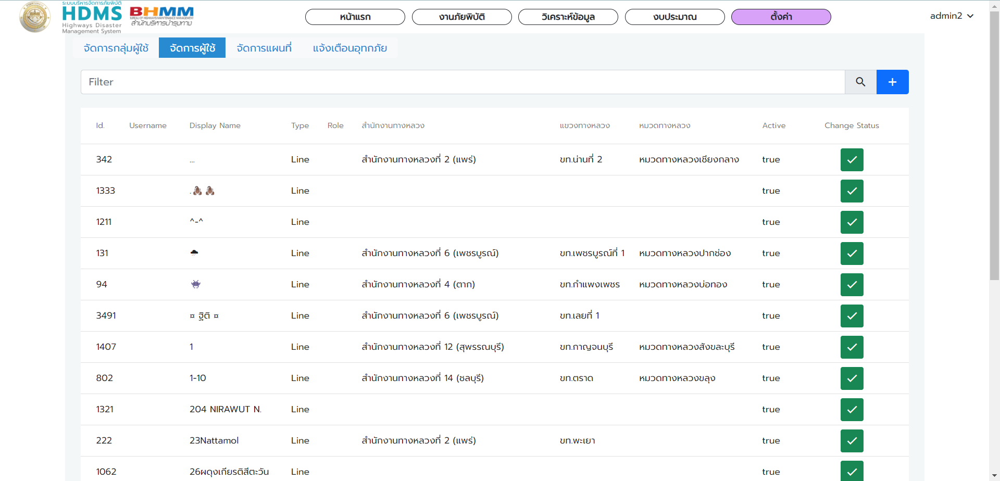 ระบบบริหารจัดการภัยพิบัติ
HDMS
Highways Disaster
Management System
BHMM
BUREAU OF HIGHWAYS MAINTENANCE MANAGEMENT
สำนักบริหารบำรุงทาง
หน้าแรก
งานภัยพิบัติ
วิเคราะห์ข้อมูล
งบประมาณ
ตั้งค่า
admin2
จัดการกลุ่มผู้ใช้
จัดการผู้ใช้
จัดการแผนที่
แจ้งเตือนอุทกภัย
Filter
+
Id. Username Display Name Type Role สำนักงานทางหลวง แขวงทางหลวง หมวดทางหลวง Active Change Status
342 ... Line สำนักงานทางหลวงที่ 2 (แพร่) ขท.น่านที่ 2 หมวดทางหลวงเชียงกลาง true
1333 .🦂🦂 Line true
1211 ^-^ Line true
131 🌧 Line สำนักงานทางหลวงที่ 6 (เพชรบูรณ์) ขท.เพชรบูรณ์ที่ 1 หมวดทางหลวงปากช่อง true
94 👾 Line สำนักงานทางหลวงที่ 4 (ตาก) ขท.กำแพงเพชร หมวดทางหลวงบ่อทอง true
3491 ¤ ฐิติ ¤ Line สำนักงานทางหลวงที่ 6 (เพชรบูรณ์) ขท.เลยที่ 1 true
1407 1 Line สำนักงานทางหลวงที่ 12 (สุพรรณบุรี) ขท.กาญจนบุรี หมวดทางหลวงสังขละบุรี true
802 1-10 Line สำนักงานทางหลวงที่ 14 (ชลบุรี) ขท.ตราด หมวดทางหลวงขลุง true
1321 204 NIRAWUT N. Line true
222 23Nattamol Line สำนักงานทางหลวงที่ 2 (แพร่) ขท.พะเยา true
1062 26ผดุงเกียรติสีตะวัน Line true